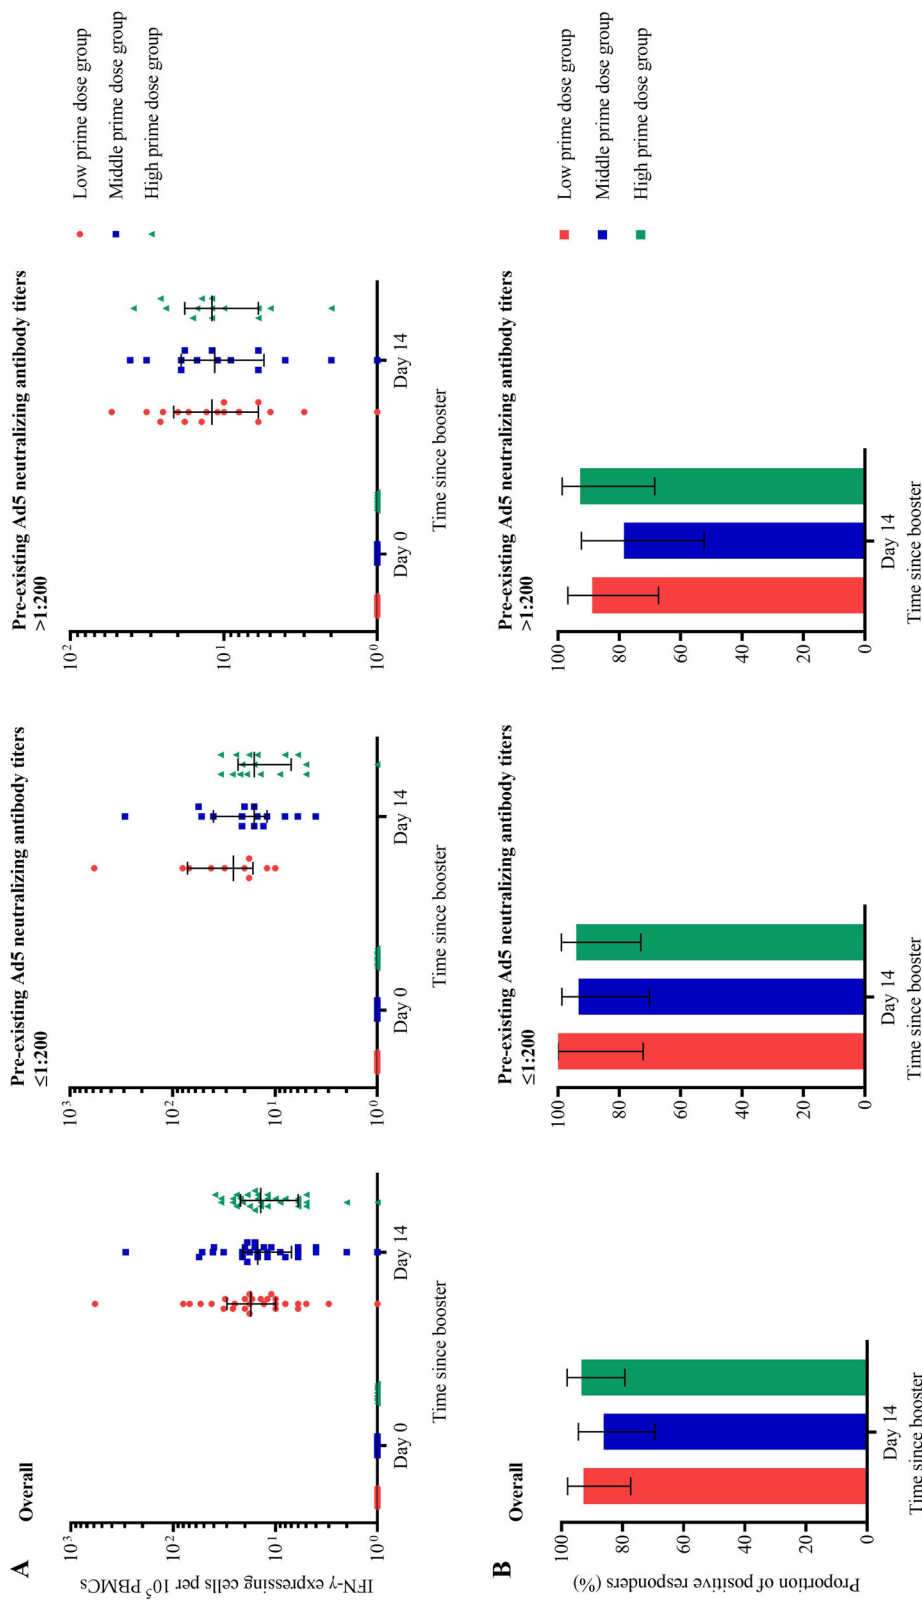 A
Overall
Pre-existing Ad5 neutralizing antibody titers
≤1:200
Pre-existing Ad5 neutralizing antibody titers
>1:200
IFN-γ expressing cells per 10⁵ PBMCs
10³
10²
10¹
10⁰
Day 0
Day 14
Time since booster
10³
10²
10¹
10⁰
Day 0
Day 14
Time since booster
10²
10¹
10⁰
Day 0
Day 14
Time since booster
Low prime dose group
Middle prime dose group
High prime dose group
B
Overall
Pre-existing Ad5 neutralizing antibody titers
≤1:200
Pre-existing Ad5 neutralizing antibody titers
>1:200
Proportion of positive responders (%)
100
80
60
40
20
0
Day 14
Time since booster
100
80
60
40
20
0
Day 14
Time since booster
100
80
60
40
20
0
Day 14
Time since booster
Low prime dose group
Middle prime dose group
High prime dose group